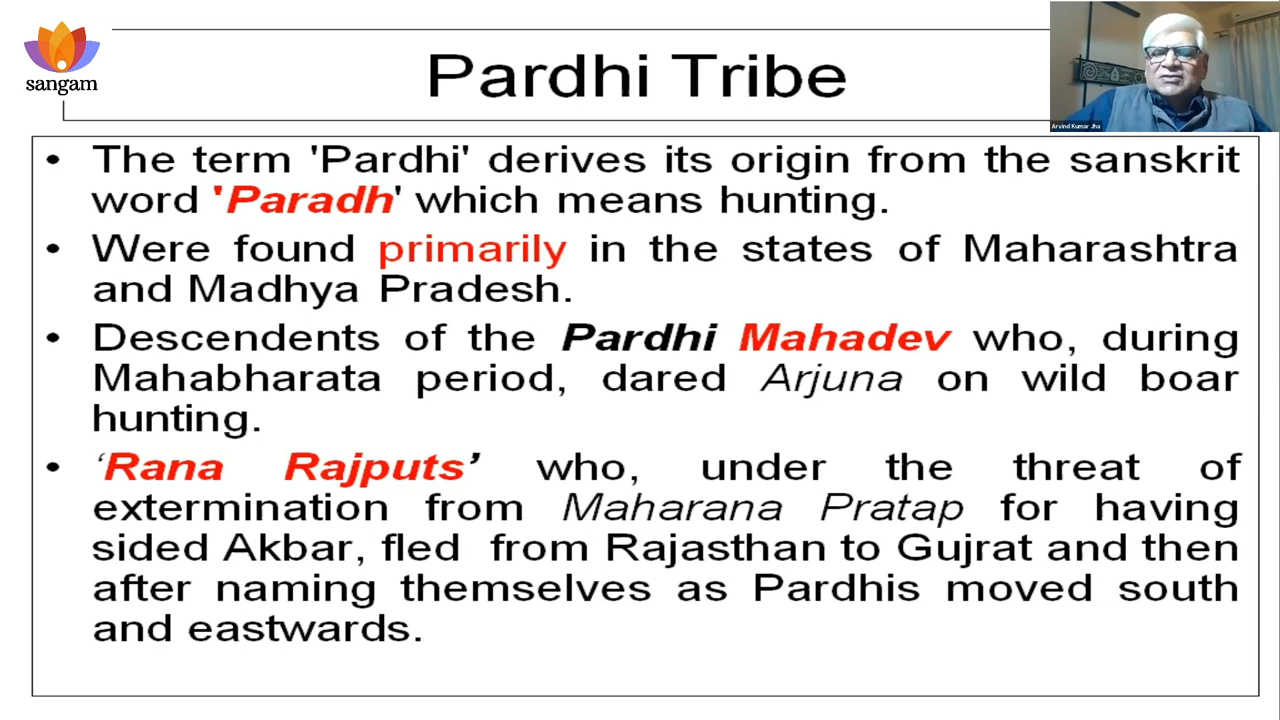 sangam
Pardhi Tribe
Arvind Kumar Jha
• The term 'Pardhi' derives its origin from the sanskrit
word 'Paradh' which means hunting.
• Were found primarily in the states of Maharashtra
and Madhya Pradesh.
• Descendents of the Pardhi Mahadev who, during
Mahabharata period, dared Arjuna on wild boar
hunting.
• ‘Rana Rajputs’ who, under the threat of
extermination from Maharana Pratap for having
sided Akbar, fled from Rajasthan to Gujrat and then
after naming themselves as Pardhis moved south
and eastwards.